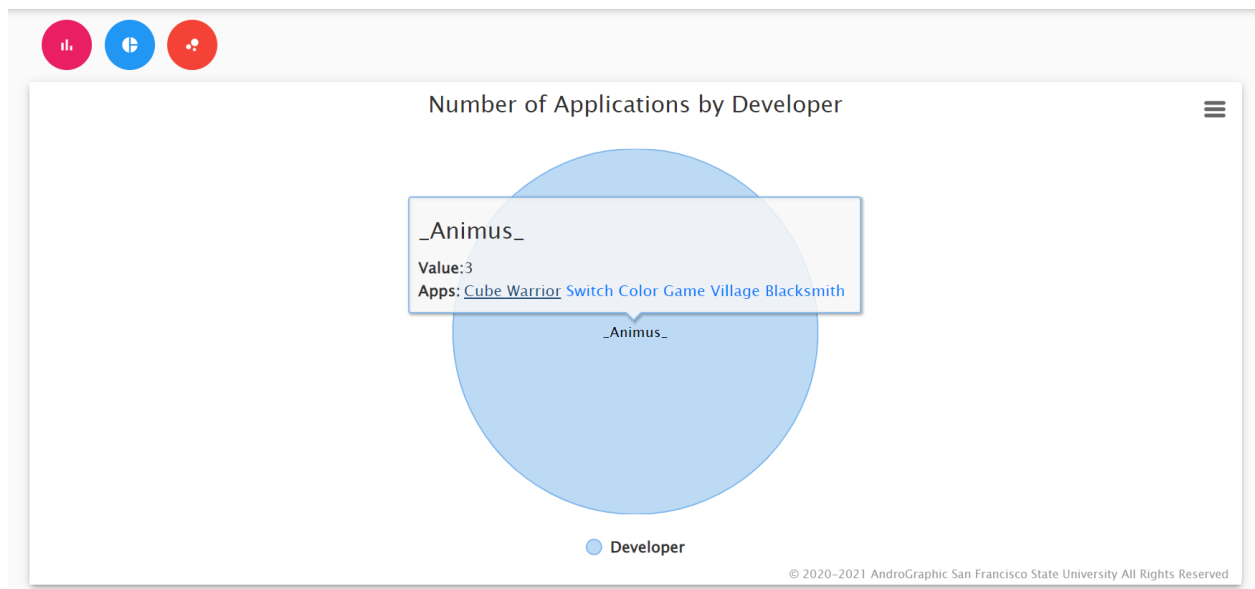 Number of Applications by Developer
_Animus_
Value:3
Apps: Cube Warrior Switch Color Game Village Blacksmith
_Animus_
Developer
© 2020-2021 AndroGraphic San Francisco State University All Rights Reserved